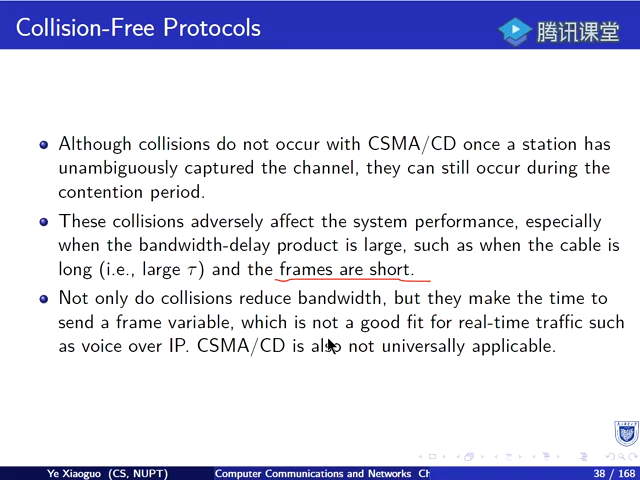 Collision-Free Protocols
腾讯课堂
Although collisions do not occur with CSMA/CD once a station has
unambiguously captured the channel, they can still occur during the
contention period.
These collisions adversely affect the system performance, especially
when the bandwidth-delay product is large, such as when the cable is
long (i.e., large τ) and the frames are short.
Not only do collisions reduce bandwidth, but they make the time to
send a frame variable, which is not a good fit for real-time traffic such
as voice over IP. CSMA/CD is also not universally applicable.
Ye Xiaoguo (CS, NUPT) Computer Communications and Networks Ch 38 / 168